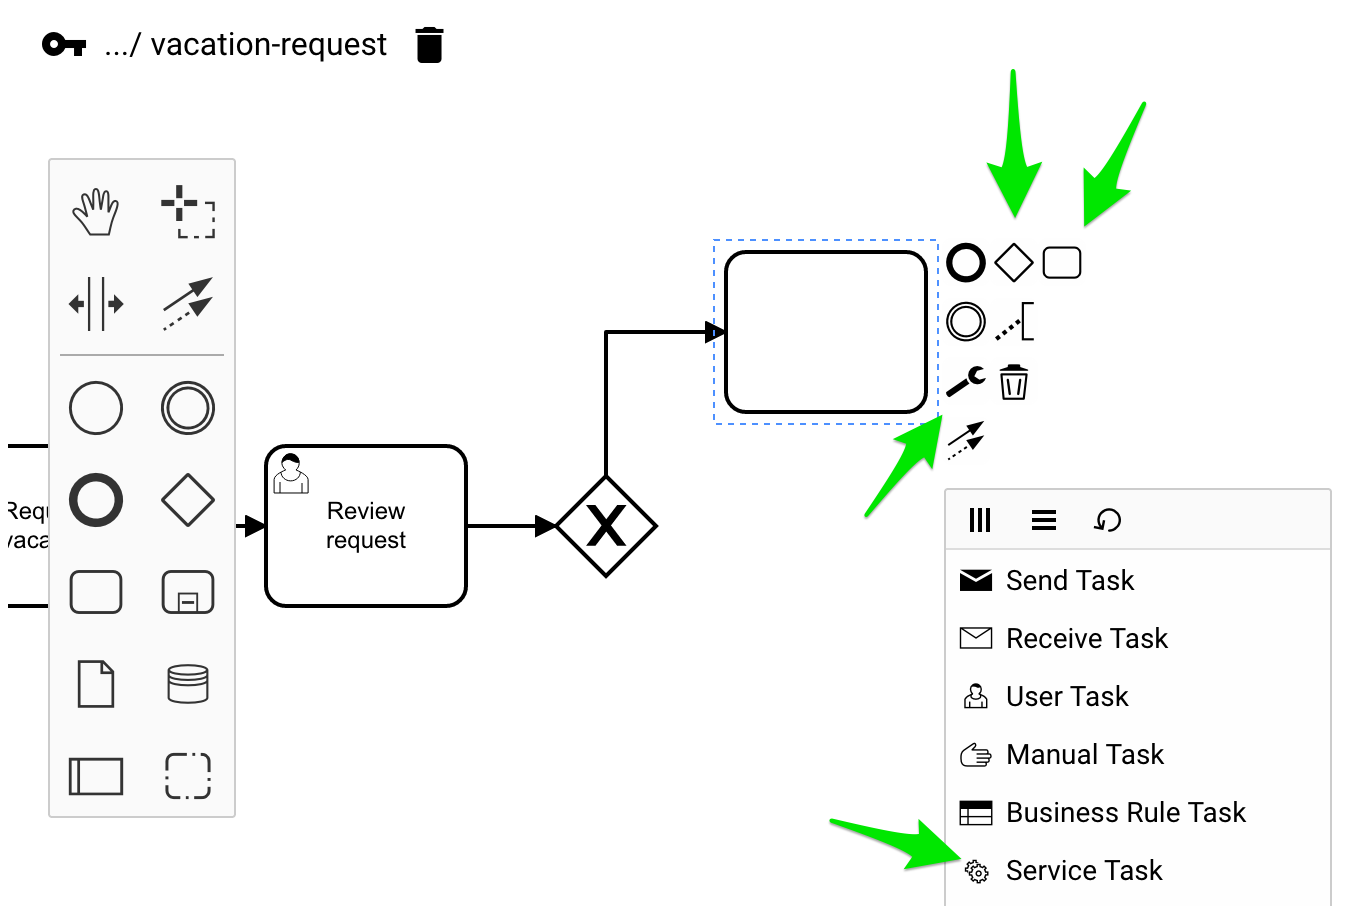 .../ vacation-request
Review
request
Requ
vaca
Send Task
Receive Task
User Task
Manual Task
Business Rule Task
Service Task